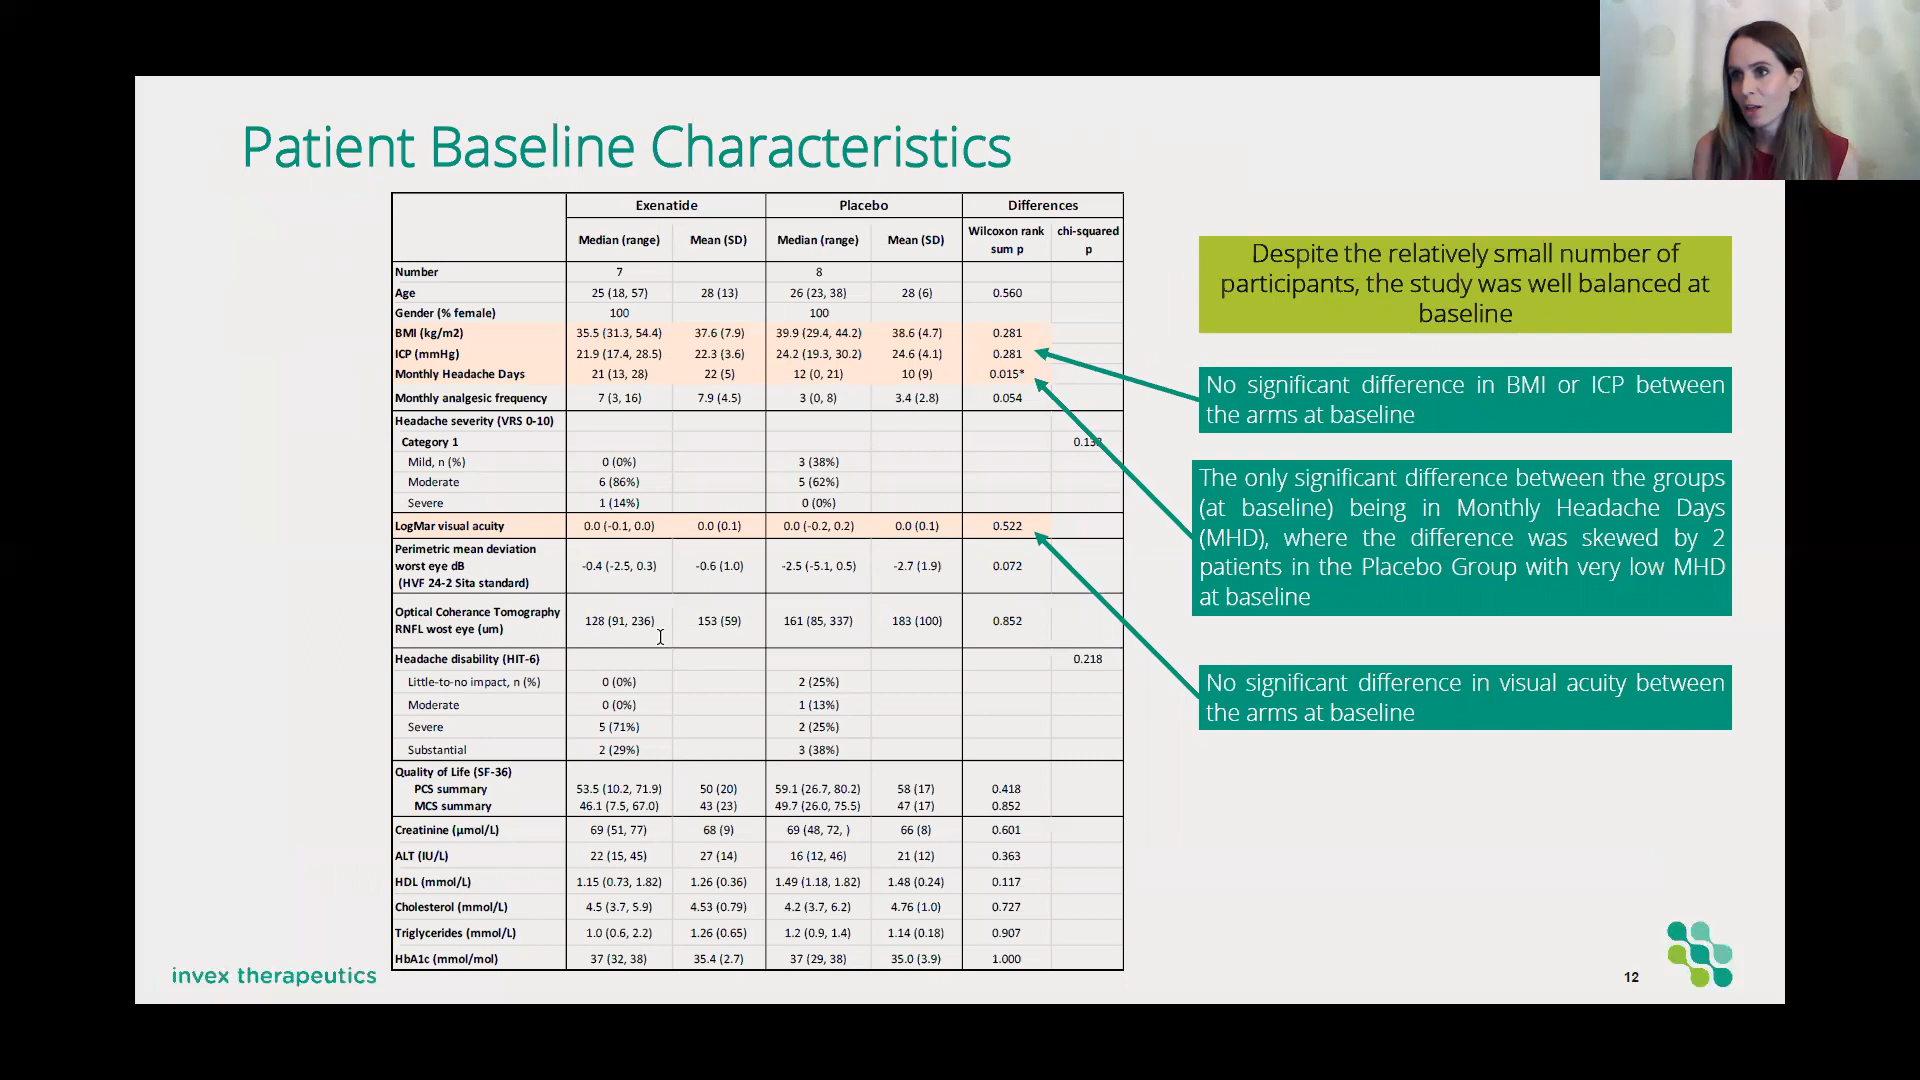 Patient Baseline Characteristics
Exenatide Placebo Differences
Median (range) Mean (SD) Median (range) Mean (SD) Wilcoxon rank sum p chi-squared p
Number 7 8
Age 25 (18, 57) 28 (13) 26 (23, 38) 28 (6) 0.560
Gender (% female) 100 100
BMI (kg/m2) 35.5 (31.3, 54.4) 37.6 (7.9) 39.9 (29.4, 44.2) 38.6 (4.7) 0.281
ICP (mmHg) 21.9 (17.4, 28.5) 22.3 (3.6) 24.2 (19.3, 30.2) 24.6 (4.1) 0.281
Monthly Headache Days 21 (13, 28) 22 (5) 12 (0, 21) 10 (9) 0.015*
Monthly analgesic frequency 7 (3, 16) 7.9 (4.5) 3 (0, 8) 3.4 (2.8) 0.054
Headache severity (VRS 0-10)
Category 1
Mild, n (%) 0 (0%) 3 (38%)
Moderate 6 (86%) 5 (62%)
Severe 1 (14%) 0 (0%)
LogMar visual acuity 0.0 (-0.1, 0.0) 0.0 (0.1) 0.0 (-0.2, 0.2) 0.0 (0.1) 0.522
Perimetric mean deviation
worst eye dB -0.4 (-2.5, 0.3) -0.6 (1.0) -2.5 (-5.1, 0.5) -2.7 (1.9) 0.072
(HVF 24-2 Sita standard)
Optical Coherance Tomography
RNFL wost eye (um) 128 (91, 236) 153 (59) 161 (85, 337) 183 (100) 0.852
Headache disability (HIT-6) 0.218
Little-to-no impact, n (%) 0 (0%) 2 (25%)
Moderate 0 (0%) 1 (13%)
Severe 5 (71%) 2 (25%)
Substantial 2 (29%) 3 (38%)
Quality of Life (SF-36)
PCS summary 53.5 (10.2, 71.9) 50 (20) 59.1 (26.7, 80.2) 58 (17) 0.418
MCS summary 46.1 (7.5, 67.0) 43 (23) 49.7 (26.0, 75.5) 47 (17) 0.852
Creatinine (µmol/L) 69 (51, 77) 68 (9) 69 (48, 72, ) 66 (8) 0.601
ALT (IU/L) 22 (15, 45) 27 (14) 16 (12, 46) 21 (12) 0.363
HDL (mmol/L) 1.15 (0.73, 1.82) 1.26 (0.36) 1.49 (1.18, 1.82) 1.48 (0.24) 0.117
Cholesterol (mmol/L) 4.5 (3.7, 5.9) 4.53 (0.79) 4.2 (3.7, 6.2) 4.76 (1.0) 0.727
Triglycerides (mmol/L) 1.0 (0.6, 2.2) 1.26 (0.65) 1.2 (0.9, 1.4) 1.14 (0.18) 0.907
HbA1c (mmol/mol) 37 (32, 38) 35.4 (2.7) 37 (29, 38) 35.0 (3.9) 1.000
Despite the relatively small number of
participants, the study was well balanced at
baseline
No significant difference in BMI or ICP between
the arms at baseline
The only significant difference between the groups
(at baseline) being in Monthly Headache Days
(MHD), where the difference was skewed by 2
patients in the Placebo Group with very low MHD
at baseline
No significant difference in visual acuity between
the arms at baseline
invex therapeutics
12